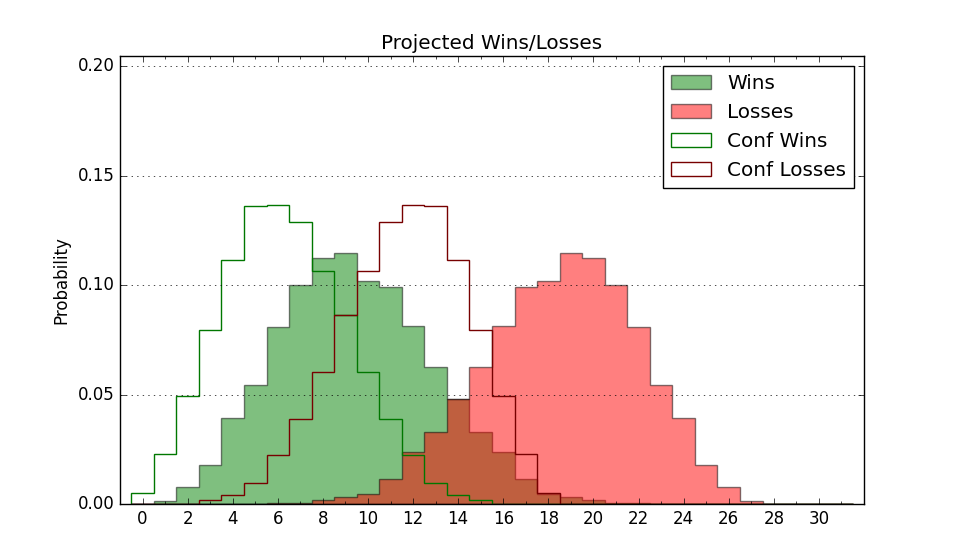 Projected Wins/Losses
0.20
0.15
0.10
0.05
0.00
Probability
Wins
Losses
Conf Wins
Conf Losses
0 2 4 6 8 10 12 14 16 18 20 22 24 26 28 30